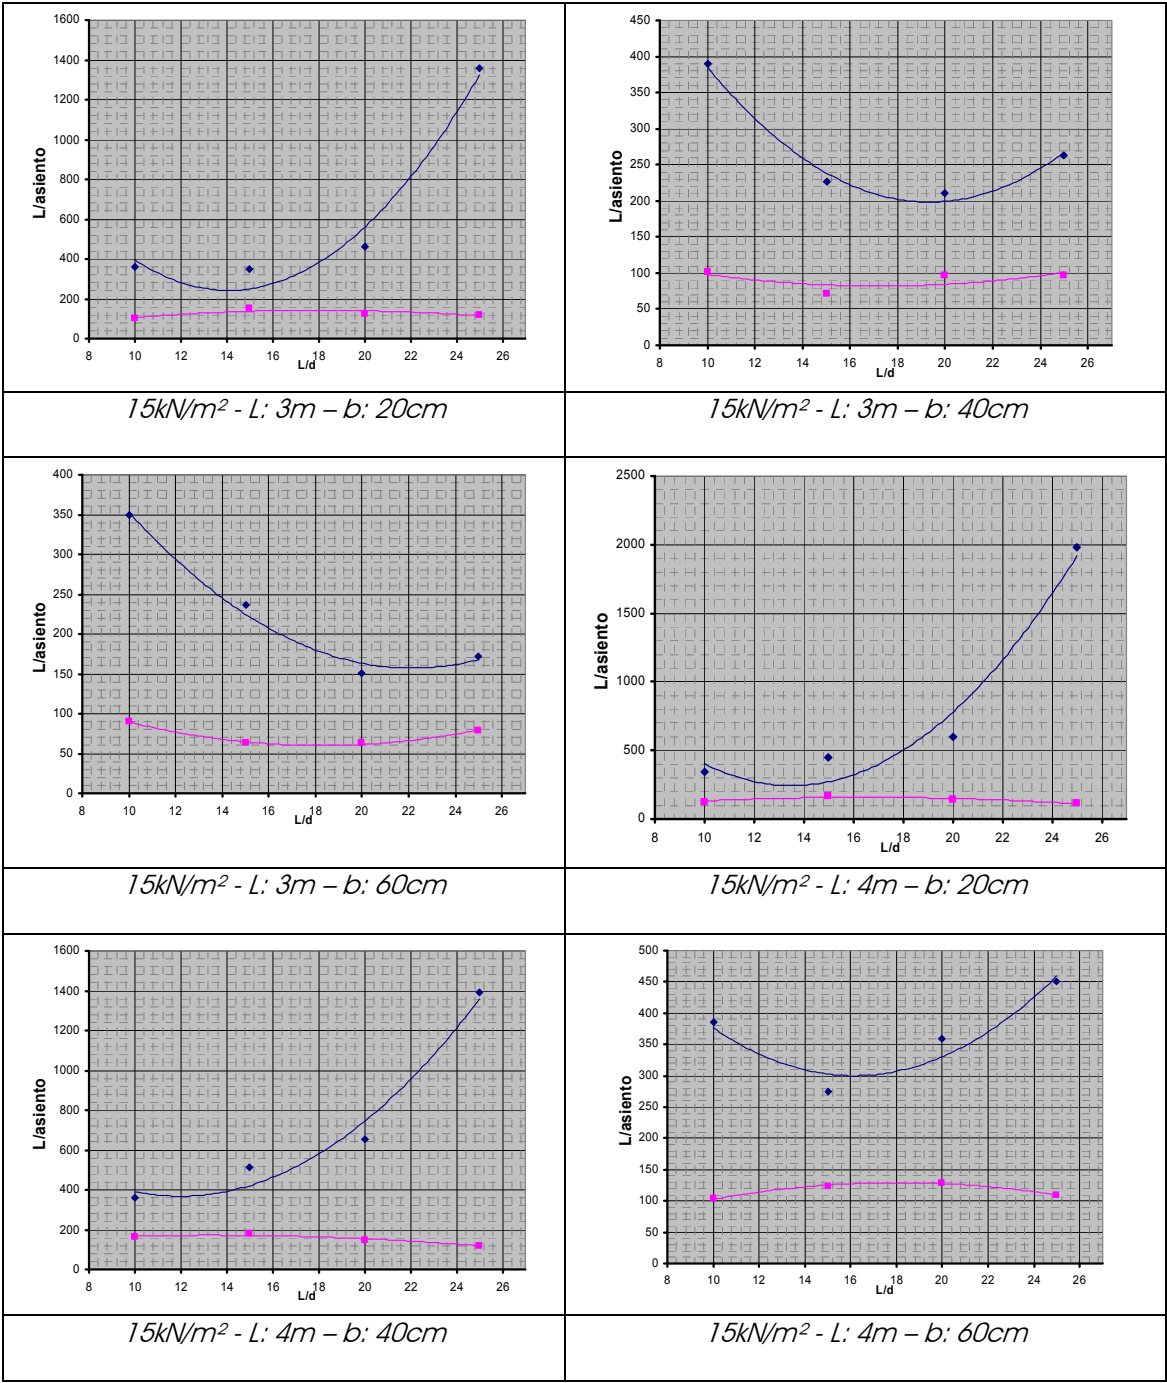 1600
1400
1200
1000
800
600
400
200
0
L/asiento
8 10 12 14 16 18 20 22 24 26
L/d
15kN/m² - L: 3m – b: 20cm
450
400
350
300
250
200
150
100
50
0
L/asiento
8 10 12 14 16 18 20 22 24 26
L/d
15kN/m² - L: 3m – b: 40cm
400
350
300
250
200
150
100
50
0
L/asiento
8 10 12 14 16 18 20 22 24 26
L/d
15kN/m² - L: 3m – b: 60cm
2500
2000
1500
1000
500
0
L/asiento
8 10 12 14 16 18 20 22 24 26
L/d
15kN/m² - L: 4m – b: 20cm
1600
1400
1200
1000
800
600
400
200
0
L/asiento
8 10 12 14 16 18 20 22 24 26
L/d
15kN/m² - L: 4m – b: 40cm
500
450
400
350
300
250
200
150
100
50
0
L/asiento
8 10 12 14 16 18 20 22 24 26
L/d
15kN/m² - L: 4m – b: 60cm